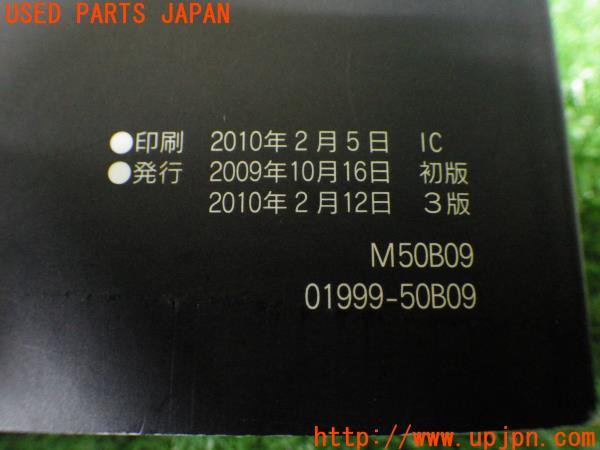 USED PARTS JAPAN
●印刷 2010年2月5日 IC
●発行 2009年10月16日 初版
2010年2月12日 3版
M50B09
01999-50B09
http://www.upjpn.com